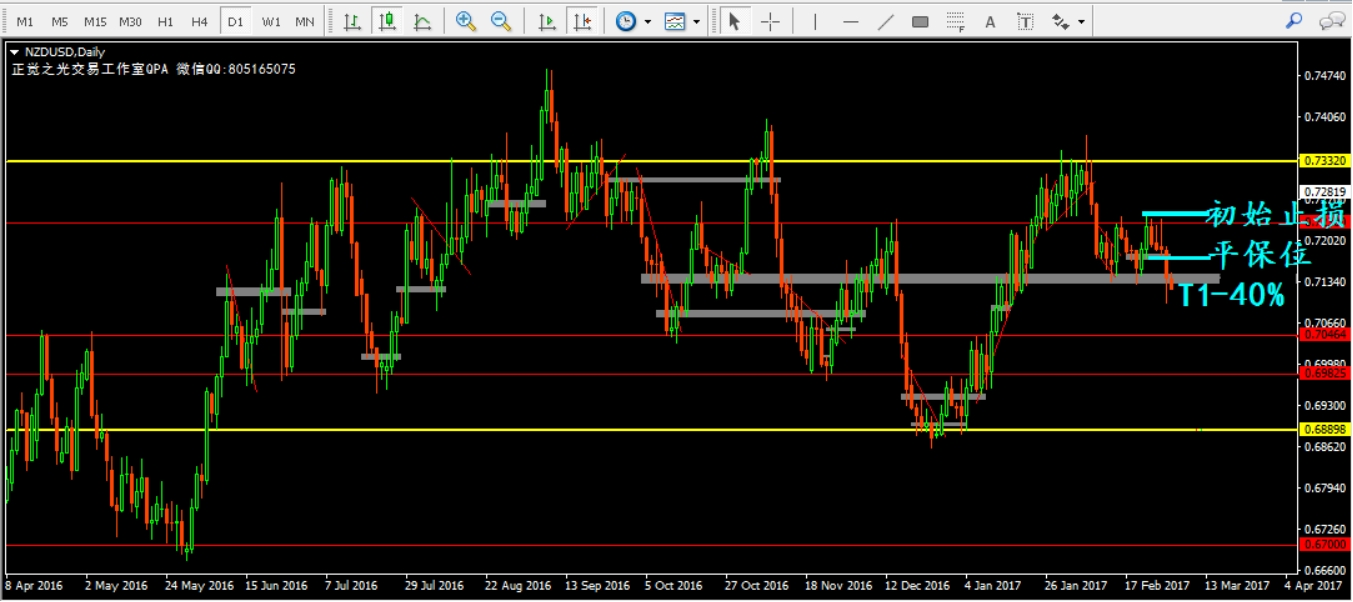 M1 M5 M15 M30 H1 H4 D1 W1 MN
A T
NZDUSD,Daily
正觉之光交易工作室QPA 微信QQ:805165075
0.74740
0.74060
0.73320
0.72819
初始止损
0.72020
平保位
0.71340
T1-40%
0.70660
0.70464
0.69980
0.69825
0.69300
0.68898
0.68620
0.67940
0.67260
0.67000
0.66600
8 Apr 2016 2 May 2016 24 May 2016 15 Jun 2016 7 Jul 2016 29 Jul 2016 22 Aug 2016 13 Sep 2016 5 Oct 2016 27 Oct 2016 18 Nov 2016 12 Dec 2016 4 Jan 2017 26 Jan 2017 17 Feb 2017 13 Mar 2017 4 Apr 2017